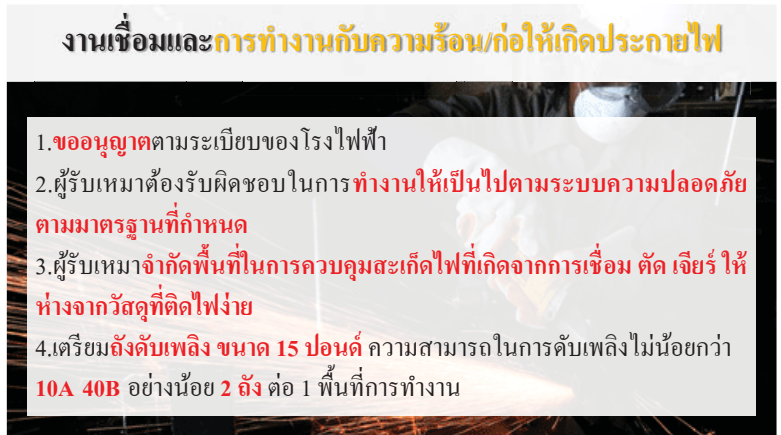 งานเชื่อมและการทำงานกับความร้อน/ก่อให้เกิดประกายไฟ
1.ขออนุญาตตามระเบียบของโรงไฟฟ้า
2.ผู้รับเหมาต้องรับผิดชอบในการทำงานให้เป็นไปตามระบบความปลอดภัย
ตามมาตรฐานที่กำหนด
3.ผู้รับเหมาจำกัดพื้นที่ในการควบคุมสะเก็ดไฟที่เกิดจากการเชื่อม ตัด เจียร์ ให้
ห่างจากวัสดุที่ติดไฟง่าย
4.เตรียมถังดับเพลิง ขนาด 15 ปอนด์ ความสามารถในการดับเพลิงไม่น้อยกว่า
10A 40B อย่างน้อย 2 ถัง ต่อ 1 พื้นที่การทำงาน